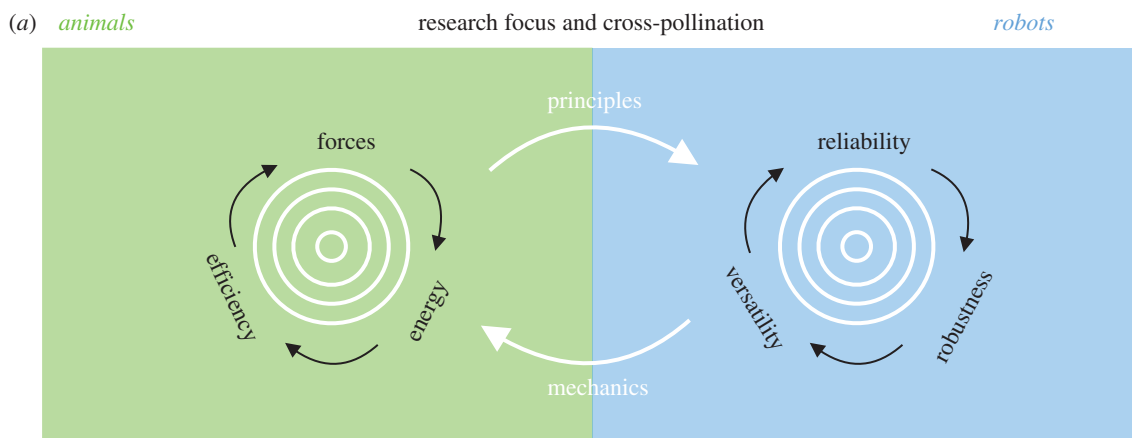 (a) animals research focus and cross-pollination robots
principles
forces
reliability
efficiency
energy
versatility
robustness
mechanics